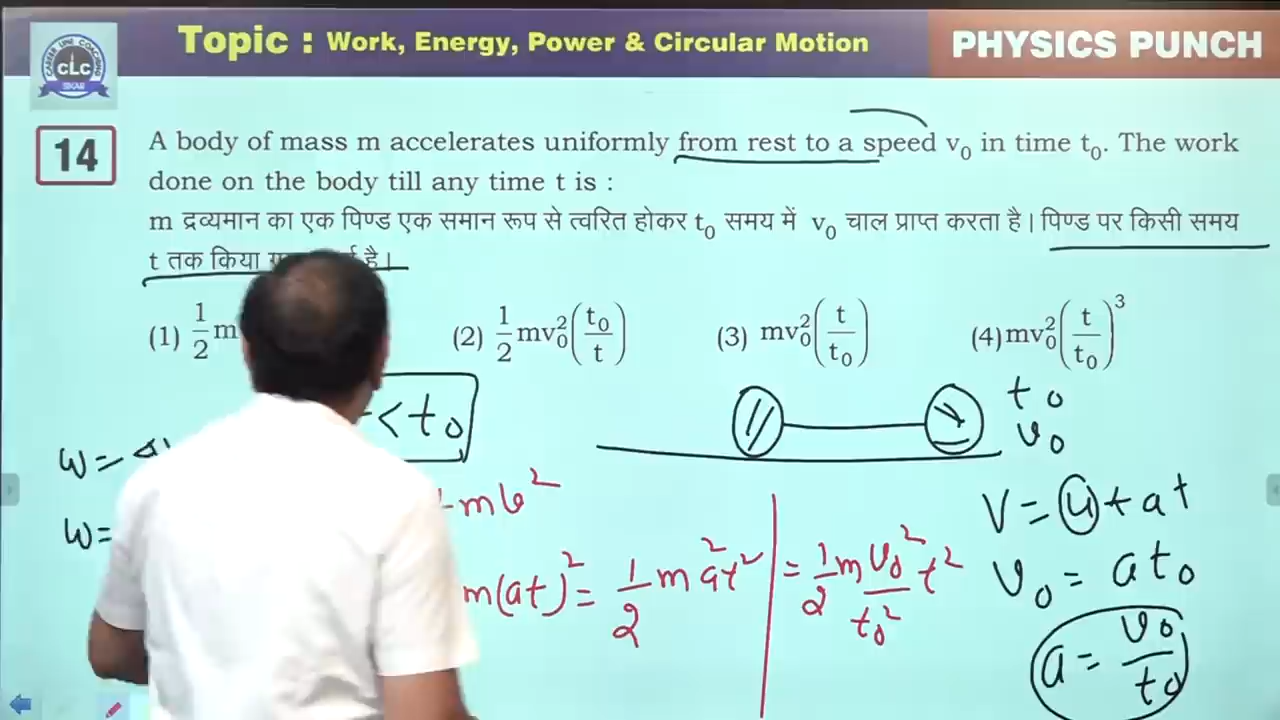 Topic : Work, Energy, Power & Circular Motion
PHYSICS PUNCH
CLC
SIKAR
14
A body of mass m accelerates uniformly from rest to a speed v₀ in time t₀. The work
done on the body till any time t is :
m द्रव्यमान का एक पिण्ड एक समान रूप से त्वरित होकर t₀ समय में v₀ चाल प्राप्त करता है। पिण्ड पर किसी समय
t तक किया है।
(1) 1/2 m
(2) 1/2 mv₀²(t₀/t)
(3) mv₀²(t/t₀)
(4) mv₀²(t/t₀)³
< t₀
t₀
v₀
W =
W =
mv²
m(at)² = 1/2 m a²t² = 1/2 m v₀²/t₀² t²
V = u + at
v₀ = at₀
a = v₀/t₀